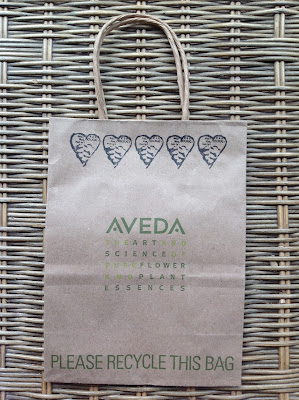 AVEDA
THE ART AND
SCIENCE OF
PURE FLOWER
AND PLANT
ESSENCES
PLEASE RECYCLE THIS BAG